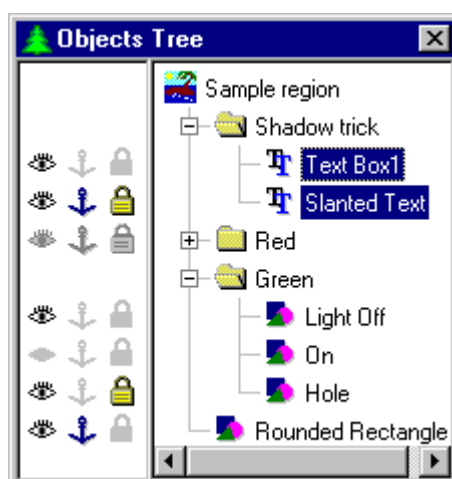 Objects Tree
Sample region
Shadow trick
Text Box1
Slanted Text
Red
Green
Light Off
On
Hole
Rounded Rectangle